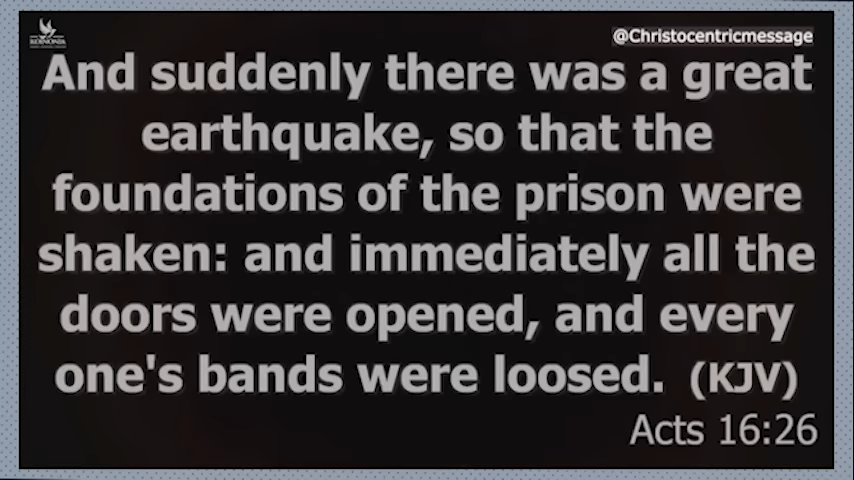 KOINONIA
@Christocentricmessage
And suddenly there was a great
earthquake, so that the
foundations of the prison were
shaken: and immediately all the
doors were opened, and every
one's bands were loosed. (KJV)
Acts 16:26